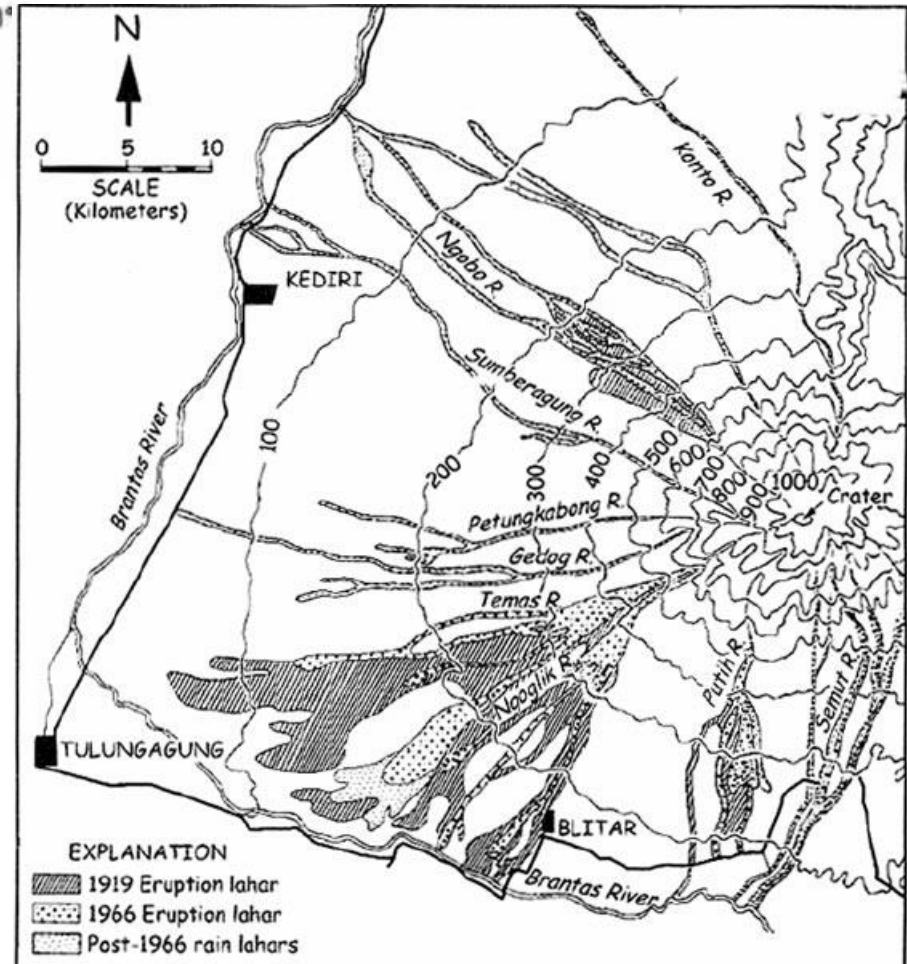 N
0 5 10
SCALE
(Kilometers)
Konto R.
Ngobo R.
KEDIRI
Sumberagung R.
Brantas River
100
200
300
400
500
600
700
800
900
1000
Crater
Petungkabong R.
Gedog R.
Temas R.
Putih R.
Semut R.
TULUNGAGUNG
BLITAR
Brantas River
EXPLANATION
1919 Eruption lahar
1966 Eruption lahar
Post-1966 rain lahars